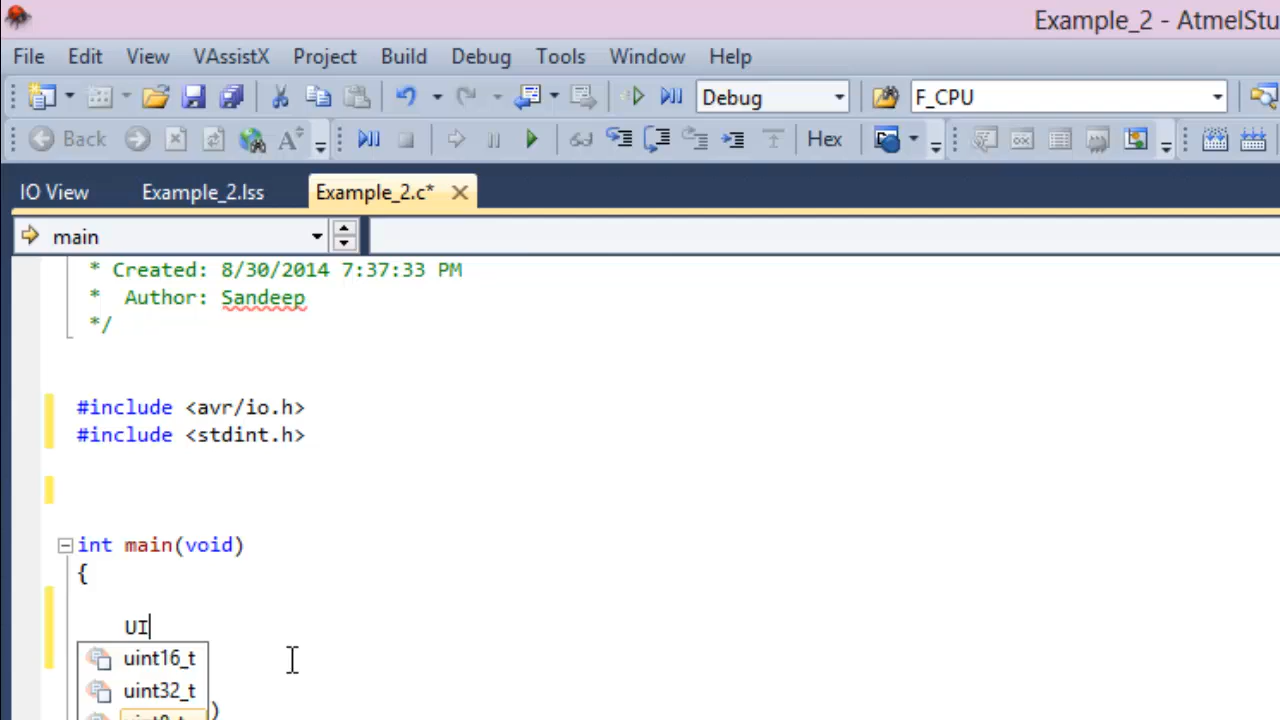 Example_2 - AtmelStu
File Edit View VAssistX Project Build Debug Tools Window Help
Debug F_CPU
Back Hex
IO View Example_2.lss Example_2.c*
main
* Created: 8/30/2014 7:37:33 PM
* Author: Sandeep
*/
#include <avr/io.h>
#include <stdint.h>
int main(void)
{
UI
uint16_t
uint32_t
)